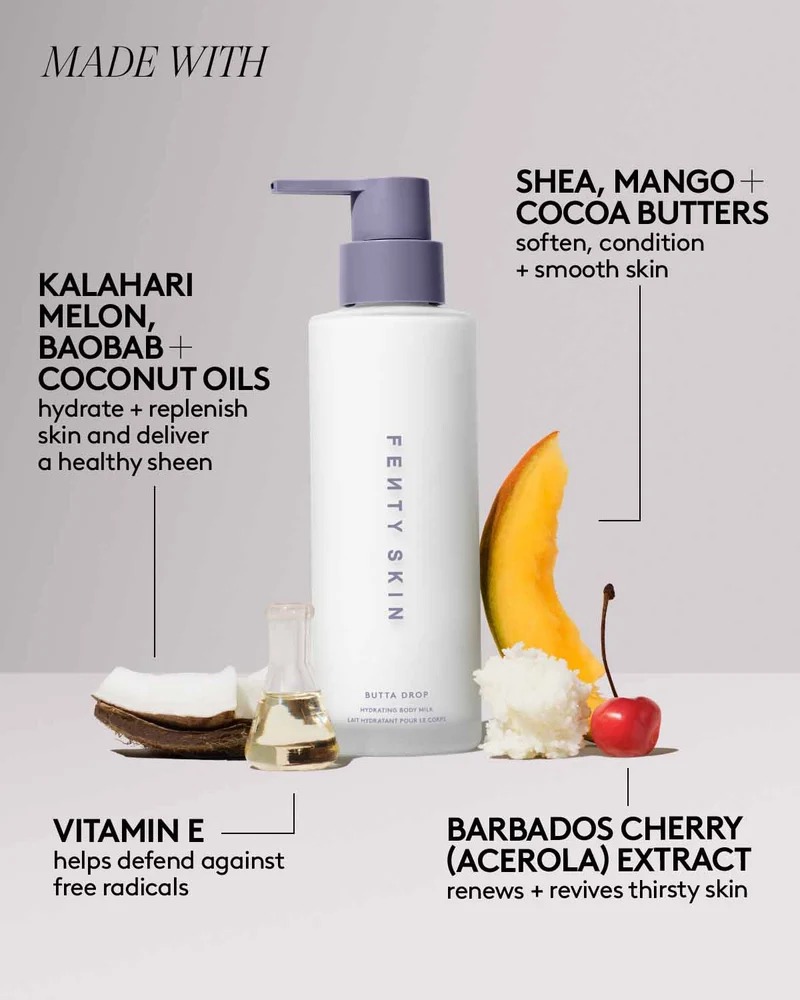 MADE WITH
SHEA, MANGO +
COCOA BUTTERS
soften, condition
+ smooth skin
KALAHARI
MELON,
BAOBAB +
COCONUT OILS
hydrate + replenish
skin and deliver
a healthy sheen
FENTY SKIN
BUTTA DROP
HYDRATING BODY MILK
LAIT HYDRATANT POUR LE CORPS
VITAMIN E
helps defend against
free radicals
BARBADOS CHERRY
(ACEROLA) EXTRACT
renews + revives thirsty skin